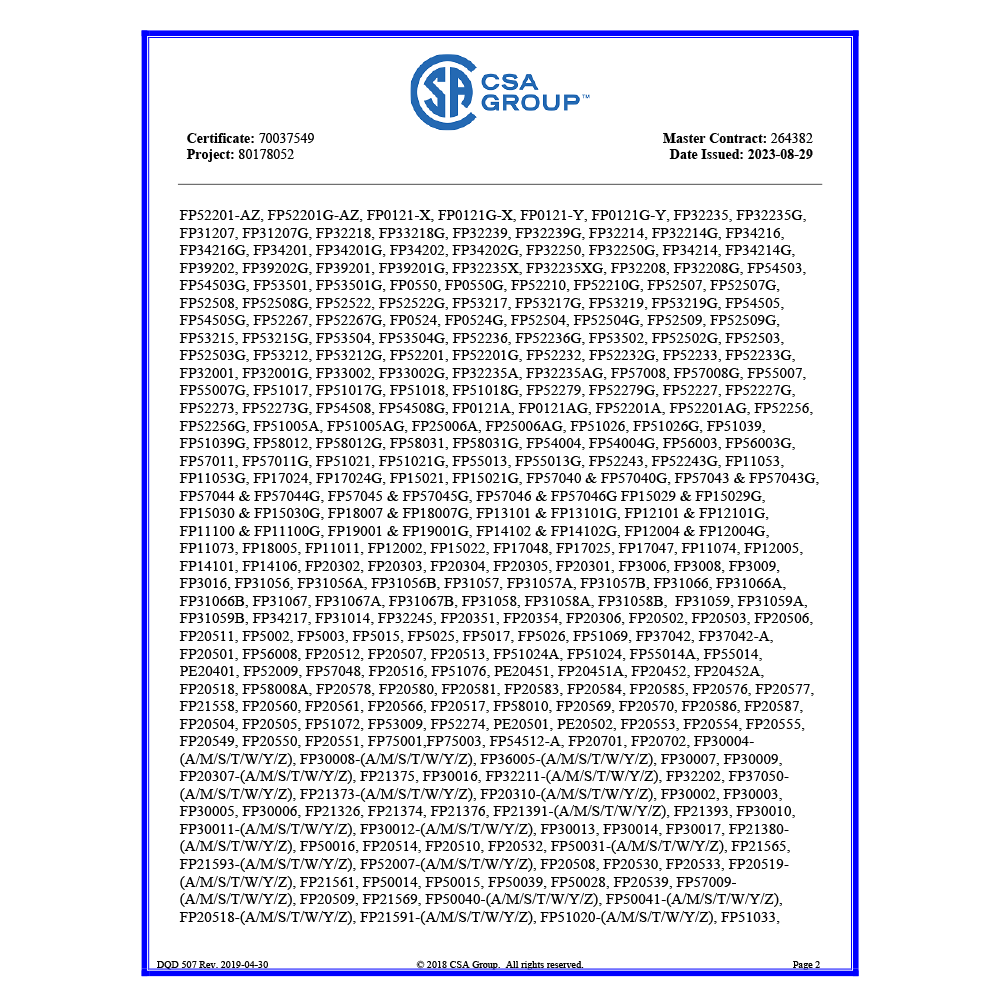 CSA
GROUP™
Certificate: 70037549
Master Contract: 264382
Project: 80178052
Date Issued: 2023-08-29
FP52201-AZ, FP52201G-AZ, FP0121-X, FP0121G-X, FP0121-Y, FP0121G-Y, FP32235, FP32235G,
FP31207, FP31207G, FP32218, FP33218G, FP32239, FP32239G, FP32214, FP32214G, FP34216,
FP34216G, FP34201, FP34201G, FP34202, FP34202G, FP32250, FP32250G, FP34214, FP34214G,
FP39202, FP39202G, FP39201, FP39201G, FP32235X, FP32235XG, FP32208, FP32208G, FP54503,
FP54503G, FP53501, FP53501G, FP0550, FP0550G, FP52210, FP52210G, FP52507, FP52507G,
FP52508, FP52508G, FP52522, FP52522G, FP53217, FP53217G, FP53219, FP53219G, FP54505,
FP54505G, FP52267, FP52267G, FP0524, FP0524G, FP52504, FP52504G, FP52509, FP52509G,
FP53215, FP53215G, FP53504, FP53504G, FP52236, FP52236G, FP53502, FP52502G, FP52503,
FP52503G, FP53212, FP53212G, FP52201, FP52201G, FP52232, FP52232G, FP52233, FP52233G,
FP32001, FP32001G, FP33002, FP33002G, FP32235A, FP32235AG, FP57008, FP57008G, FP55007,
FP55007G, FP51017, FP51017G, FP51018, FP51018G, FP52279, FP52279G, FP52227, FP52227G,
FP52273, FP52273G, FP54508, FP54508G, FP0121A, FP0121AG, FP52201A, FP52201AG, FP52256,
FP52256G, FP51005A, FP51005AG, FP25006A, FP25006AG, FP51026, FP51026G, FP51039,
FP51039G, FP58012, FP58012G, FP58031, FP58031G, FP54004, FP54004G, FP56003, FP56003G,
FP57011, FP57011G, FP51021, FP51021G, FP55013, FP55013G, FP52243, FP52243G, FP11053,
FP11053G, FP17024, FP17024G, FP15021, FP15021G, FP57040 & FP57040G, FP57043 & FP57043G,
FP57044 & FP57044G, FP57045 & FP57045G, FP57046 & FP57046G FP15029 & FP15029G,
FP15030 & FP15030G, FP18007 & FP18007G, FP13101 & FP13101G, FP12101 & FP12101G,
FP11100 & FP11100G, FP19001 & FP19001G, FP14102 & FP14102G, FP12004 & FP12004G,
FP11073, FP18005, FP11011, FP12002, FP15022, FP17048, FP17025, FP17047, FP11074, FP12005,
FP14101, FP14106, FP20302, FP20303, FP20304, FP20305, FP20301, FP3006, FP3008, FP3009,
FP3016, FP31056, FP31056A, FP31056B, FP31057, FP31057A, FP31057B, FP31066, FP31066A,
FP31066B, FP31067, FP31067A, FP31067B, FP31058, FP31058A, FP31058B,  FP31059, FP31059A,
FP31059B, FP34217, FP31014, FP32245, FP20351, FP20354, FP20306, FP20502, FP20503, FP20506,
FP20511, FP5002, FP5003, FP5015, FP5025, FP5017, FP5026, FP51069, FP37042, FP37042-A,
FP20501, FP56008, FP20512, FP20507, FP20513, FP51024A, FP51024, FP55014A, FP55014,
PE20401, FP52009, FP57048, FP20516, FP51076, PE20451, FP20451A, FP20452, FP20452A,
FP20518, FP58008A, FP20578, FP20580, FP20581, FP20583, FP20584, FP20585, FP20576, FP20577,
FP21558, FP20560, FP20561, FP20566, FP20517, FP58010, FP20569, FP20570, FP20586, FP20587,
FP20504, FP20505, FP51072, FP53009, FP52274, PE20501, PE20502, FP20553, FP20554, FP20555,
FP20549, FP20550, FP20551, FP75001,FP75003, FP54512-A, FP20701, FP20702, FP30004-
(A/M/S/T/W/Y/Z), FP30008-(A/M/S/T/W/Y/Z), FP36005-(A/M/S/T/W/Y/Z), FP30007, FP30009,
FP20307-(A/M/S/T/W/Y/Z), FP21375, FP30016, FP32211-(A/M/S/T/W/Y/Z), FP32202, FP37050-
(A/M/S/T/W/Y/Z), FP21373-(A/M/S/T/W/Y/Z), FP20310-(A/M/S/T/W/Y/Z), FP30002, FP30003,
FP30005, FP30006, FP21326, FP21374, FP21376, FP21391-(A/M/S/T/W/Y/Z), FP21393, FP30010,
FP30011-(A/M/S/T/W/Y/Z), FP30012-(A/M/S/T/W/Y/Z), FP30013, FP30014, FP30017, FP21380-
(A/M/S/T/W/Y/Z), FP50016, FP20514, FP20510, FP20532, FP50031-(A/M/S/T/W/Y/Z), FP21565,
FP21593-(A/M/S/T/W/Y/Z), FP52007-(A/M/S/T/W/Y/Z), FP20508, FP20530, FP20533, FP20519-
(A/M/S/T/W/Y/Z), FP21561, FP50014, FP50015, FP50039, FP50028, FP20539, FP57009-
(A/M/S/T/W/Y/Z), FP20509, FP21569, FP50040-(A/M/S/T/W/Y/Z), FP50041-(A/M/S/T/W/Y/Z),
FP20518-(A/M/S/T/W/Y/Z), FP21591-(A/M/S/T/W/Y/Z), FP51020-(A/M/S/T/W/Y/Z), FP51033,
DQD 507 Rev. 2019-04-30
© 2018 CSA Group.  All rights reserved.
Page 2